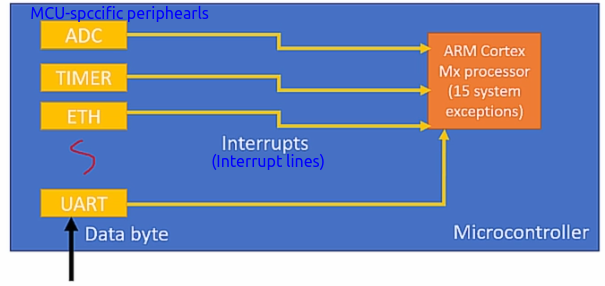 MCU-spccific periphearls
ADC
TIMER
ETH
UART
Data byte
Interrupts
(Interrupt lines)
ARM Cortex
Mx processor
(15 system
exceptions)
Microcontroller